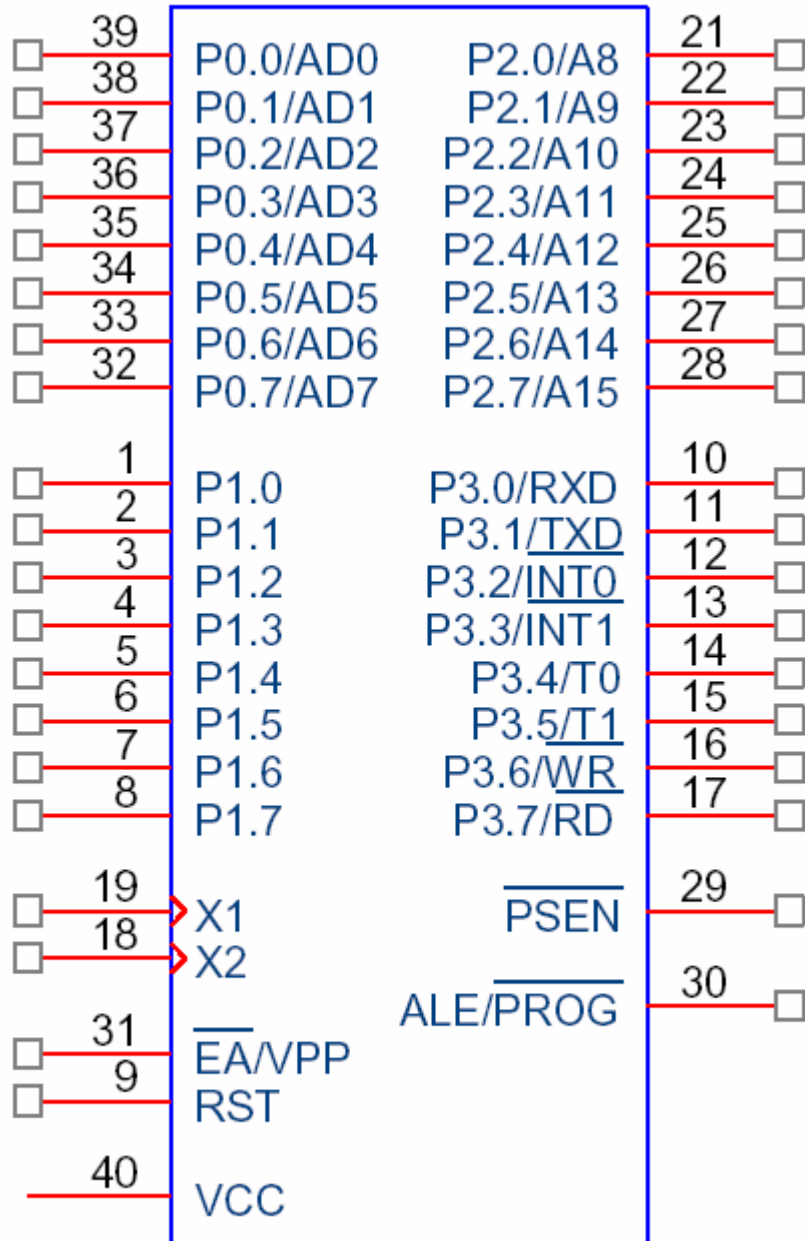 39 P0.0/AD0 P2.0/A8 21
38 P0.1/AD1 P2.1/A9 22
37 P0.2/AD2 P2.2/A10 23
36 P0.3/AD3 P2.3/A11 24
35 P0.4/AD4 P2.4/A12 25
34 P0.5/AD5 P2.5/A13 26
33 P0.6/AD6 P2.6/A14 27
32 P0.7/AD7 P2.7/A15 28
1 P1.0 P3.0/RXD 10
2 P1.1 P3.1/TXD 11
3 P1.2 P3.2/INT0 12
4 P1.3 P3.3/INT1 13
5 P1.4 P3.4/T0 14
6 P1.5 P3.5/T1 15
7 P1.6 P3.6/WR 16
8 P1.7 P3.7/RD 17
19 X1 PSEN 29
18 X2
ALE/PROG 30
31 EA/VPP
9 RST
40 VCC